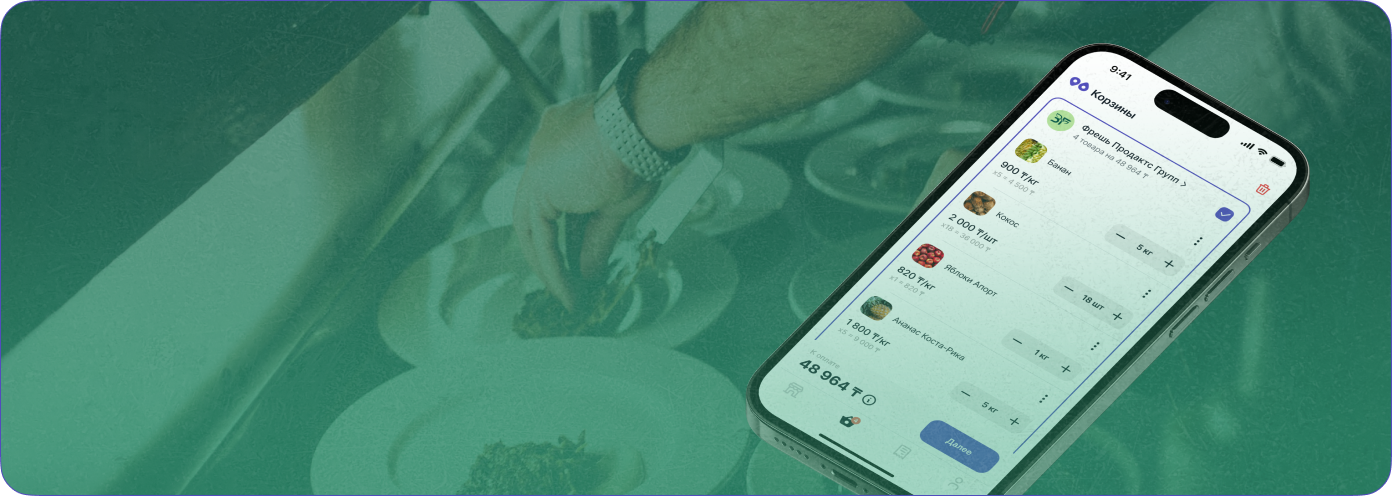 9:41
Корзины
Фрешь Продактс Групп >
4 товара на 48 964 ₸
Банан
900 ₸/кг
x5 = 4 500 ₸
5 кг
Кокос
2 000 ₸/шт
x18 = 36 000 ₸
18 шт
Яблоки Апорт
820 ₸/кг
x1 = 820 ₸
1 кг
Ананас Коста-Рика
1 800 ₸/кг
x5 = 9 000 ₸
5 кг
К оплате
48 964 ₸
Далее